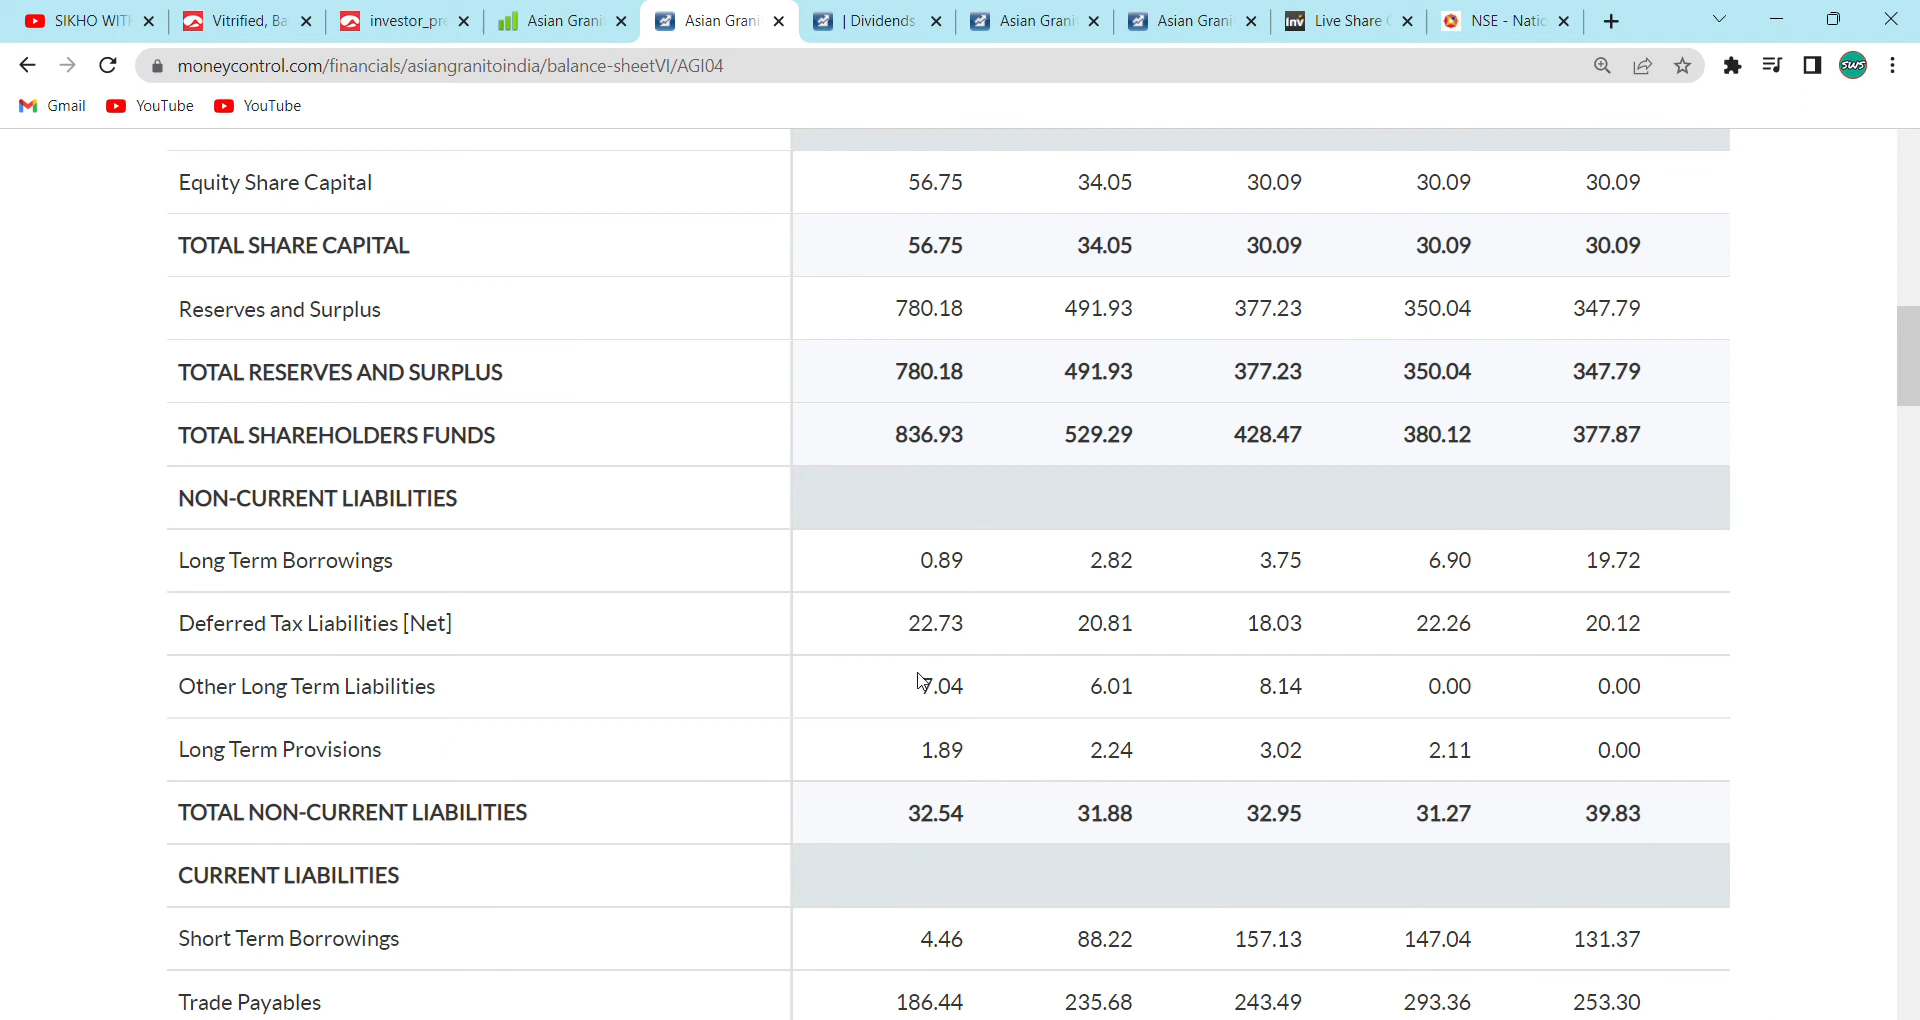 SIKHO WITH
Vitrified, Ba
investor_pre
Asian Grani
Asian Grani
| Dividends
Asian Grani
Asian Grani
Live Share
NSE - Natio
moneycontrol.com/financials/asiangranitoindia/balance-sheetVI/AGI04
SWS
Gmail YouTube YouTube
Equity Share Capital 56.75 34.05 30.09 30.09 30.09
TOTAL SHARE CAPITAL 56.75 34.05 30.09 30.09 30.09
Reserves and Surplus 780.18 491.93 377.23 350.04 347.79
TOTAL RESERVES AND SURPLUS 780.18 491.93 377.23 350.04 347.79
TOTAL SHAREHOLDERS FUNDS 836.93 529.29 428.47 380.12 377.87
NON-CURRENT LIABILITIES
Long Term Borrowings 0.89 2.82 3.75 6.90 19.72
Deferred Tax Liabilities [Net] 22.73 20.81 18.03 22.26 20.12
Other Long Term Liabilities 7.04 6.01 8.14 0.00 0.00
Long Term Provisions 1.89 2.24 3.02 2.11 0.00
TOTAL NON-CURRENT LIABILITIES 32.54 31.88 32.95 31.27 39.83
CURRENT LIABILITIES
Short Term Borrowings 4.46 88.22 157.13 147.04 131.37
Trade Payables 186.44 235.68 243.49 293.36 253.30